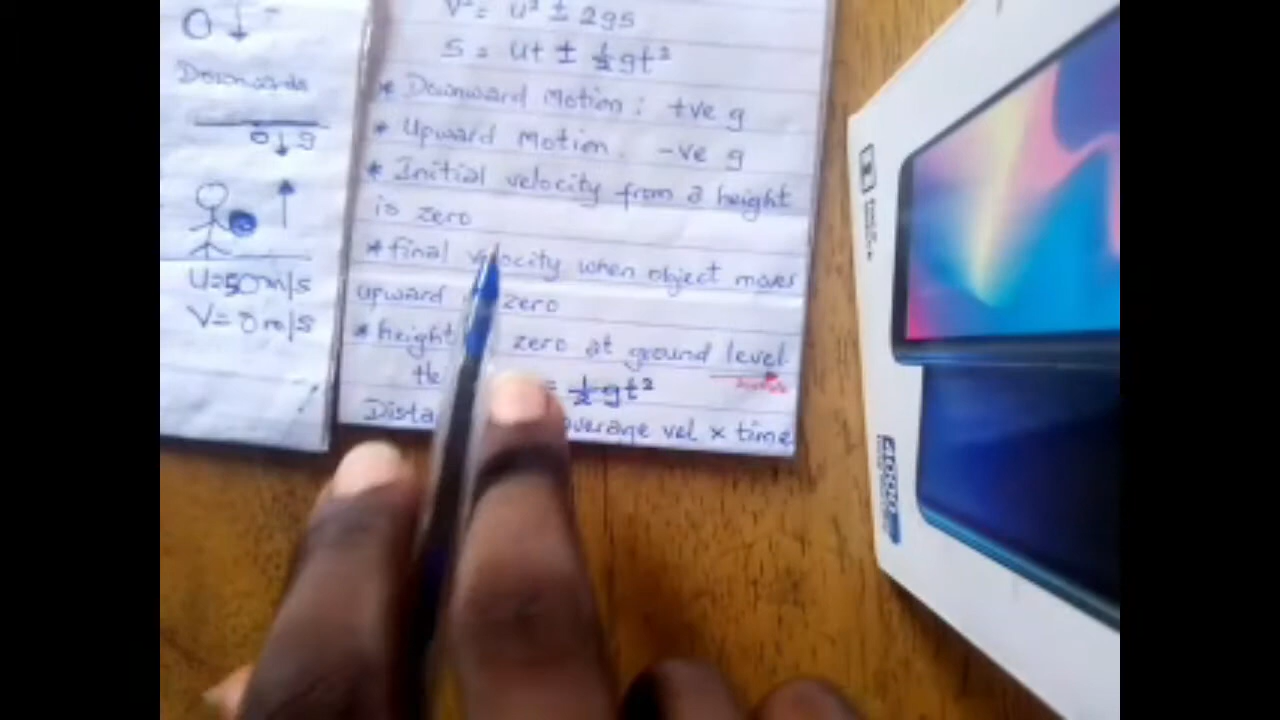 Downwards
g
U=50m/s
V= 0m/s
V²= u² ± 2gs
S = Ut ± ½gt²
* Downward Motion: +ve g
* Upward Motion. -ve g
* Initial velocity from a height
is zero
* final velocity when object moves
upward zero
* height zero at ground level
= ½gt²
average vel x time